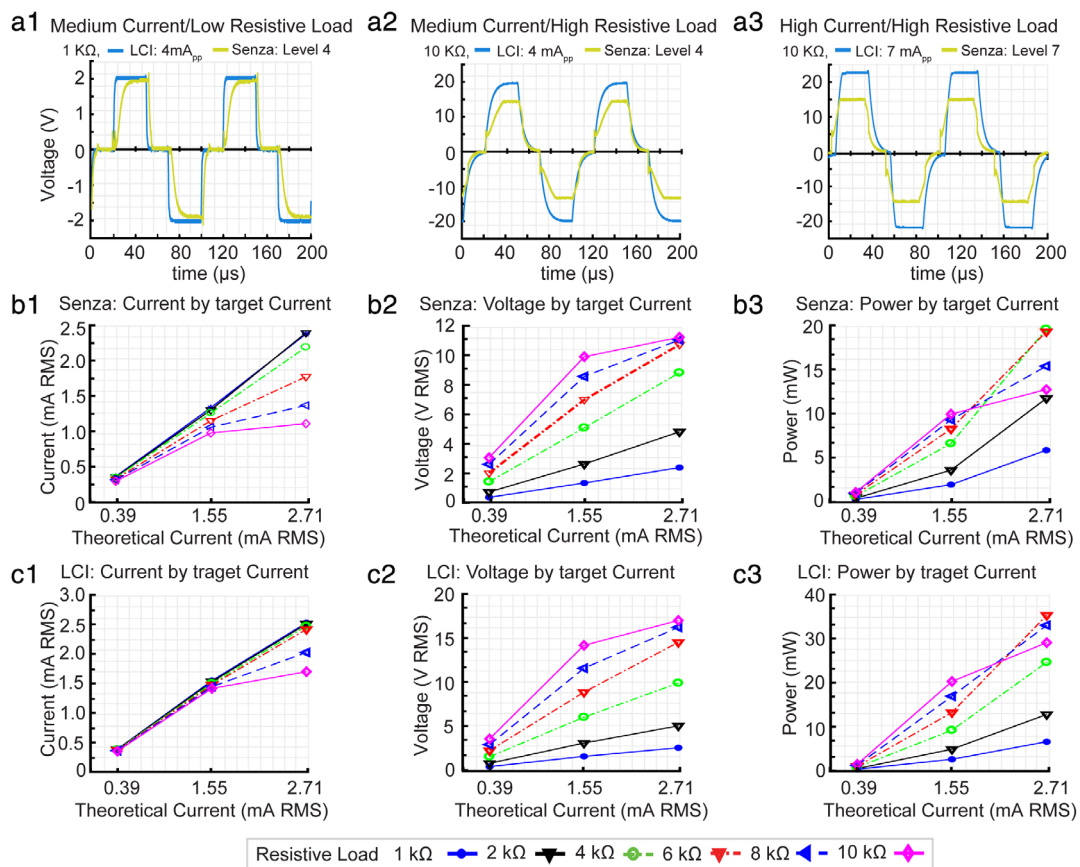 a1 Medium Current/Low Resistive Load
1 KΩ, LCI: 4mApp Senza: Level 4
2
1
0
-1
-2
Voltage (V)
0 40 80 120 160 200
time (µs)
a2 Medium Current/High Resistive Load
10 KΩ, LCI: 4 mApp Senza: Level 4
20
10
0
-10
-20
0 40 80 120 160 200
time (µs)
a3 High Current/High Resistive Load
10 KΩ, LCI: 7 mApp Senza: Level 7
20
10
0
-10
-20
0 40 80 120 160 200
time (µs)
b1 Senza: Current by target Current
2.5
2.0
1.5
1.0
0.5
0
Current (mA RMS)
0.39 1.55 2.71
Theoretical Current (mA RMS)
b2 Senza: Voltage by target Current
12
10
8
6
4
2
0
Voltage (V RMS)
0.39 1.55 2.71
Theoretical Current (mA RMS)
b3 Senza: Power by target Current
20
15
10
5
0
Power (mW)
0.39 1.55 2.71
Theoretical Current (mA RMS)
c1 LCI: Current by traget Current
3.0
2.5
2.0
1.5
1.0
0.5
0
Current (mA RMS)
0.39 1.55 2.71
Theoretical Current (mA RMS)
c2 LCI: Voltage by target Current
20
15
10
5
0
Voltage (V RMS)
0.39 1.55 2.71
Theoretical Current (mA RMS)
c3 LCI: Power by traget Current
40
30
20
10
0
Power (mW)
0.39 1.55 2.71
Theoretical Current (mA RMS)
Resistive Load 1 kΩ 2 kΩ 4 kΩ 6 kΩ 8 kΩ 10 kΩ